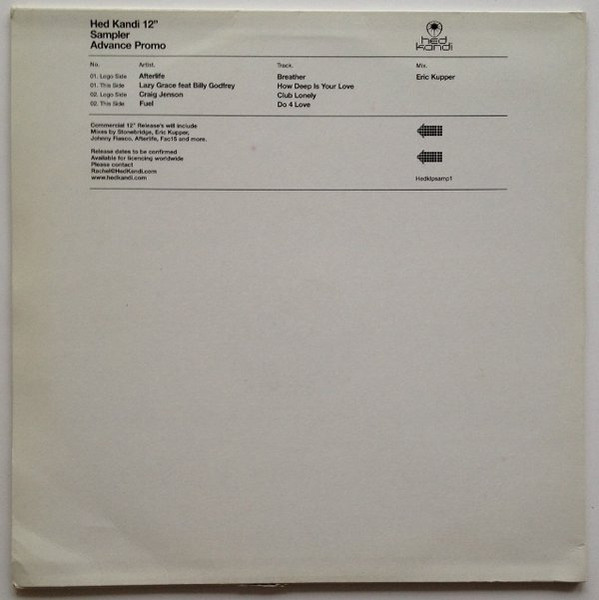 Hed Kandi 12"
Sampler
Advance Promo
hed
kandi
No. Artist. Track. Mix.
01. Logo Side Afterlife Breather Eric Kupper
01. This Side Lazy Grace feat Billy Godfrey How Deep Is Your Love
02. Logo Side Craig Jenson Club Lonely
02. This Side Fuel Do 4 Love
Commercial 12" Release's will include
Mixes by Stonebridge, Eric Kupper,
Johnny Fiasco, Afterlife, Fac15 and more.
Release dates to be confirmed
Available for licencing worldwide
Please contact
Rachel@HedKandi.com
www.hedkandi.com
Hedklpsamp1